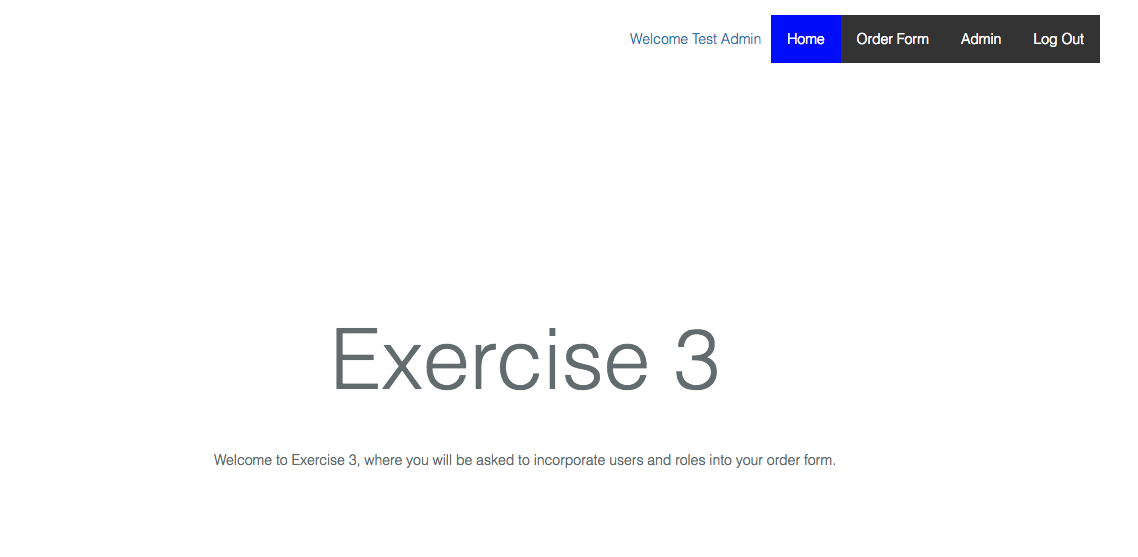 Welcome Test Admin Home Order Form Admin Log Out
Exercise 3
Welcome to Exercise 3, where you will be asked to incorporate users and roles into your order form.